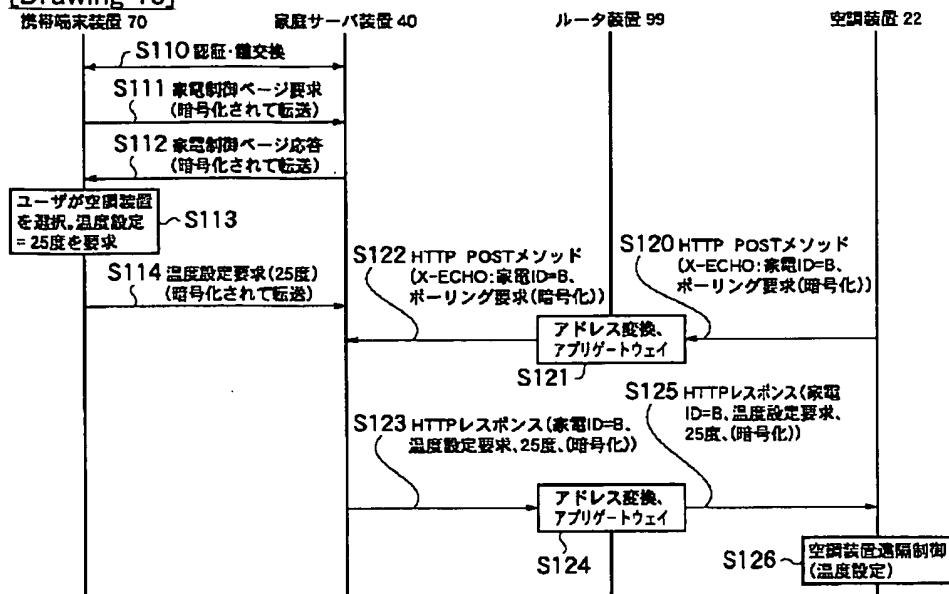 携帯端末装置 70
家庭サーバ装置 40
ルータ装置 99
空調装置 22
S110 認証・鍵交換
S111 家電制御ページ要求
(暗号化されて転送)
S112 家電制御ページ応答
(暗号化されて転送)
ユーザが空調装置
を選択。温度設定
= 25度を要求
S113
S114 温度設定要求(25度)
(暗号化されて転送)
S122 HTTP POSTメソッド
(X-ECHO:家電ID=B、
ポーリング要求(暗号化))
S120 HTTP POSTメソッド
(X-ECHO:家電ID=B、
ポーリング要求(暗号化))
アドレス変換、
アプリゲートウェイ
S121
S125 HTTPレスポンス(家電
ID=B、温度設定要求、
25度、(暗号化))
S123 HTTPレスポンス(家電ID=B、
温度設定要求、25度、(暗号化))
アドレス変換、
アプリゲートウェイ
S124
S126
空調装置遠隔制御
(温度設定)